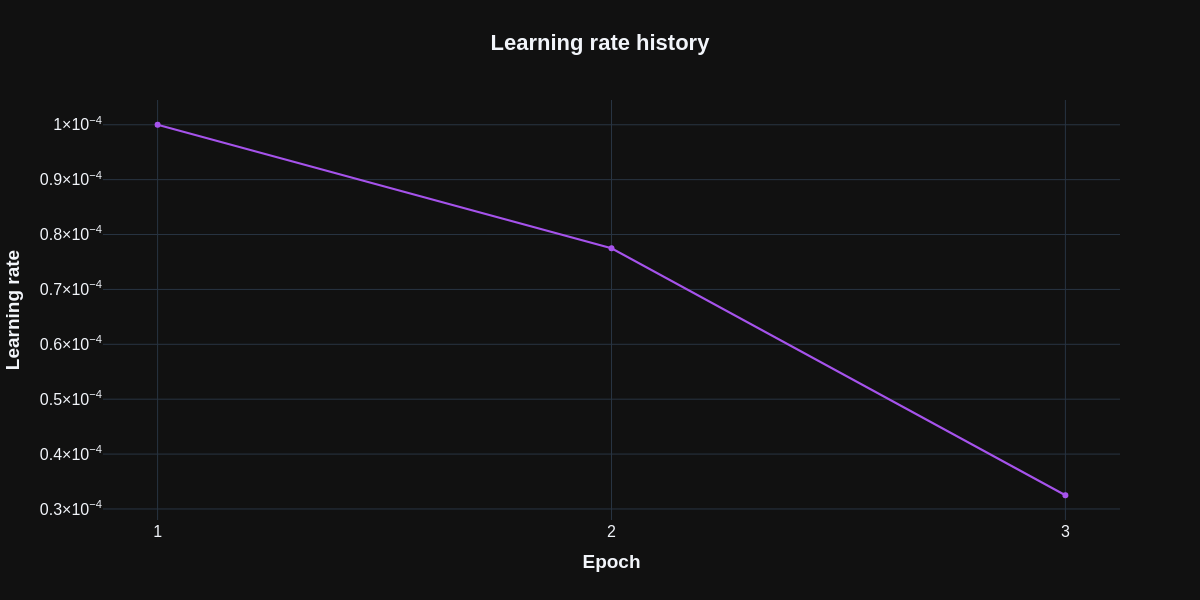 Learning rate history
1×10⁻⁴
0.9×10⁻⁴
0.8×10⁻⁴
0.7×10⁻⁴
0.6×10⁻⁴
0.5×10⁻⁴
0.4×10⁻⁴
0.3×10⁻⁴
Learning rate
1 2 3
Epoch